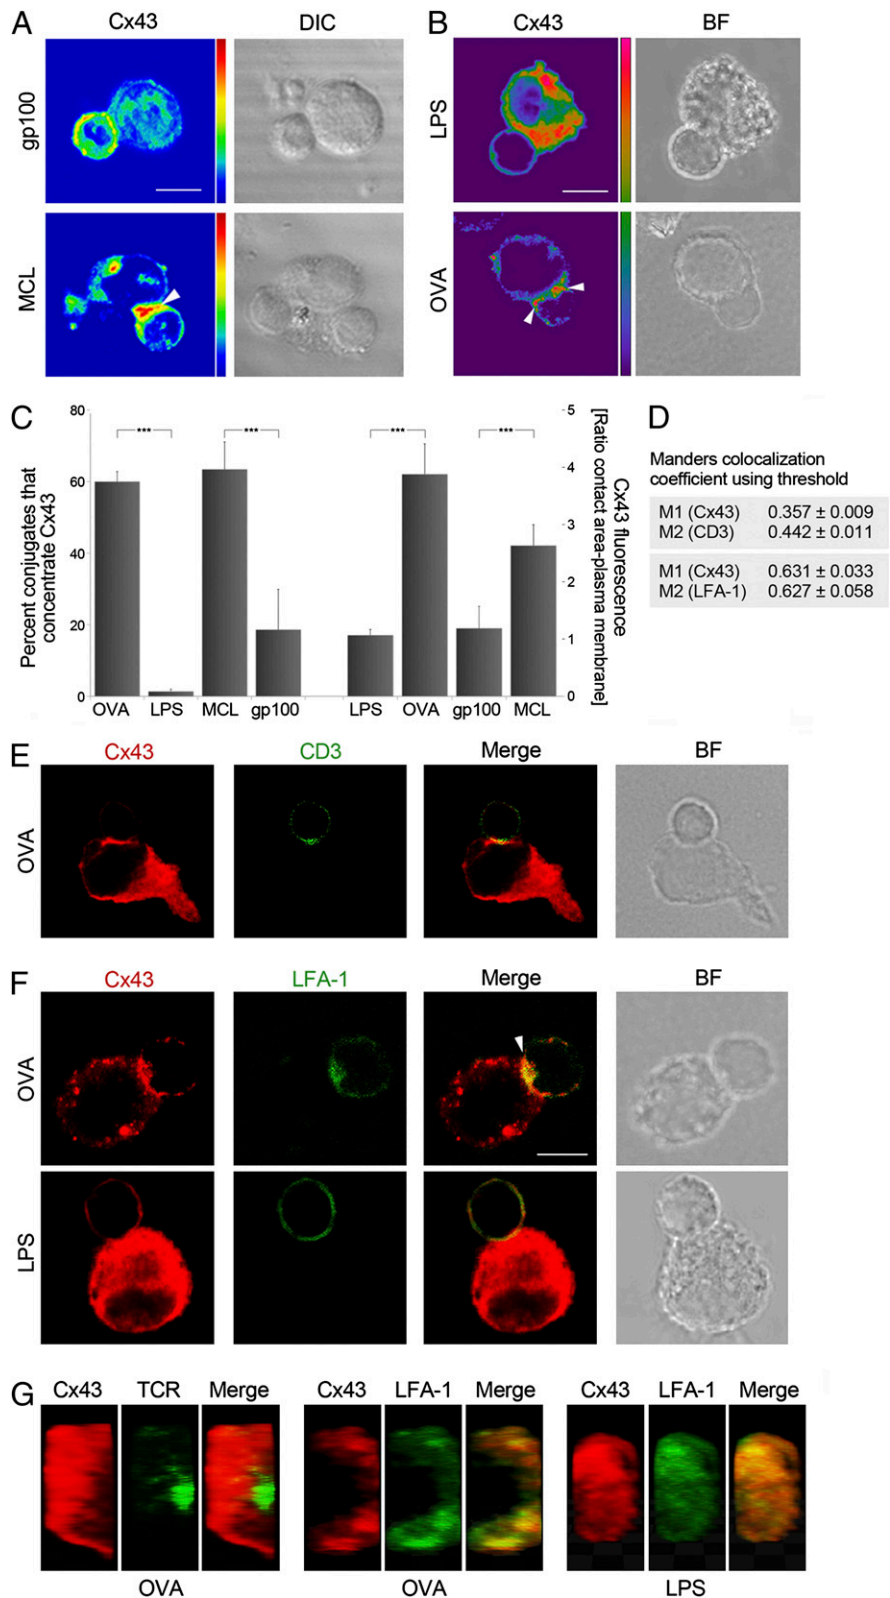 A
Cx43
DIC
gp100
MCL
B
Cx43
BF
LPS
OVA
C
80
60
40
20
0
Percent conjugates that
concentrate Cx43
***
***
***
***
5
4
3
2
1
0
Cx43 fluorescence
[Ratio contact area-plasma membrane]
OVA LPS MCL gp100 LPS OVA gp100 MCL
D
Manders colocalization
coefficient using threshold
M1 (Cx43) 0.357 ± 0.009
M2 (CD3) 0.442 ± 0.011
M1 (Cx43) 0.631 ± 0.033
M2 (LFA-1) 0.627 ± 0.058
E
Cx43 CD3 Merge BF
OVA
F
Cx43 LFA-1 Merge BF
OVA
LPS
G
Cx43 TCR Merge
OVA
Cx43 LFA-1 Merge
OVA
Cx43 LFA-1 Merge
LPS